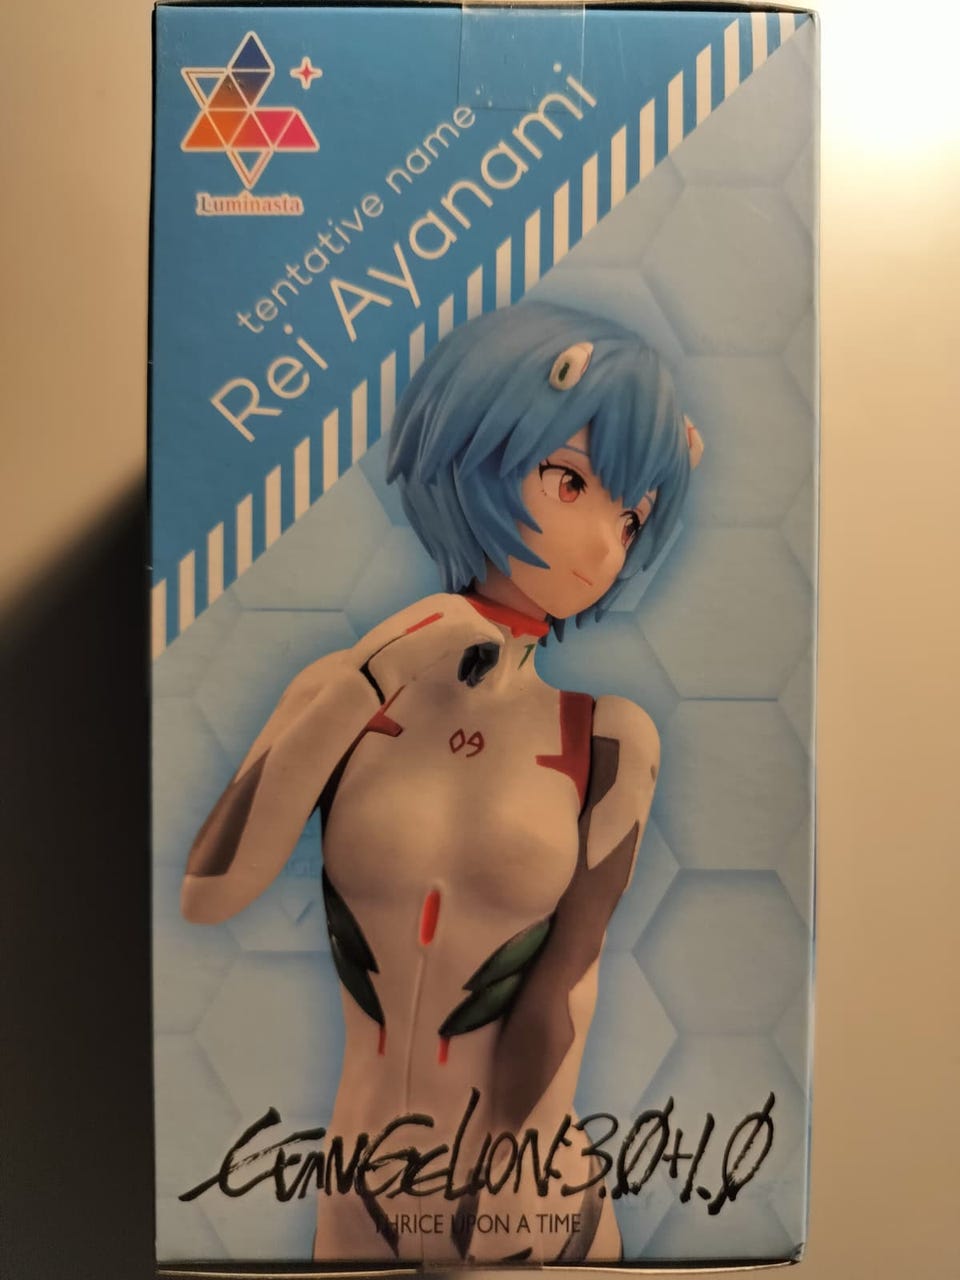 Luminasta
tentative name :
Rei Ayanami
09
EVANGELION:3.0+1.0
THRICE UPON A TIME